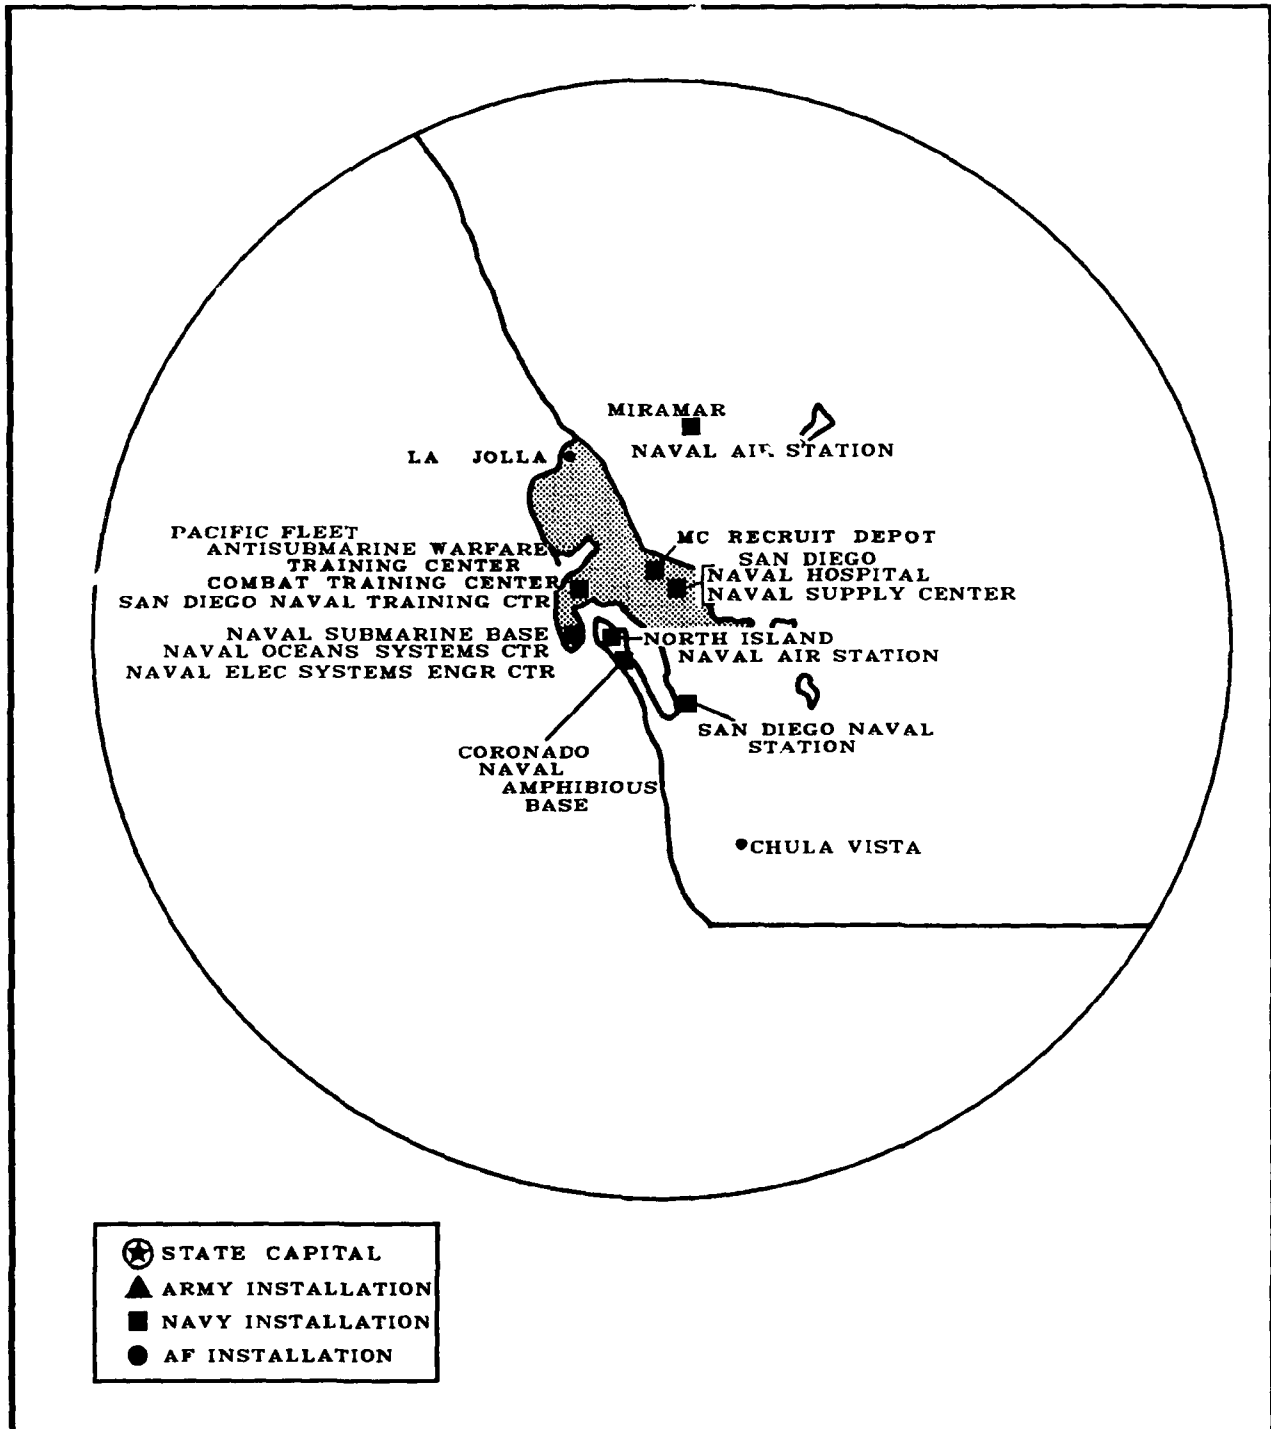 MIRAMAR
NAVAL AIR STATION
LA JOLLA
PACIFIC FLEET
ANTISUBMARINE WARFARE
TRAINING CENTER
COMBAT TRAINING CENTER
SAN DIEGO NAVAL TRAINING CTR
MC RECRUIT DEPOT
SAN DIEGO
NAVAL HOSPITAL
NAVAL SUPPLY CENTER
NAVAL SUBMARINE BASE
NAVAL OCEANS SYSTEMS CTR
NAVAL ELEC SYSTEMS ENGR CTR
NORTH ISLAND
NAVAL AIR STATION
SAN DIEGO NAVAL
STATION
CORONADO
NAVAL
AMPHIBIOUS
BASE
CHULA VISTA
STATE CAPITAL
ARMY INSTALLATION
NAVY INSTALLATION
AF INSTALLATION